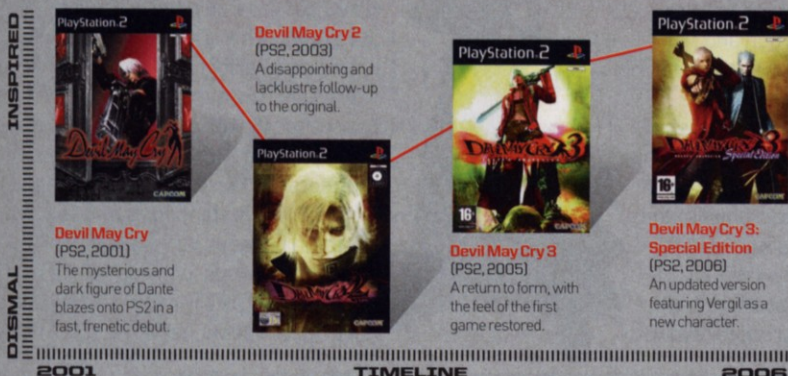 INSPIRED
DISMAL
PlayStation.2
Devil May Cry
CAPCOM
Devil May Cry
(PS2, 2001)
The mysterious and
dark figure of Dante
blazes onto PS2 in a
fast, frenetic debut.
Devil May Cry 2
(PS2, 2003)
A disappointing and
lacklustre follow-up
to the original.
PlayStation.2
Devil May Cry 2
CAPCOM
PlayStation.2
Devil May Cry 3
16+
CAPCOM
Devil May Cry 3
(PS2, 2005)
A return to form, with
the feel of the first
game restored.
PlayStation.2
Devil May Cry 3
Special Edition
16+
CAPCOM
Devil May Cry 3:
Special Edition
(PS2, 2006)
An updated version
featuring Vergil as a
new character.
2001
TIMELINE
2006